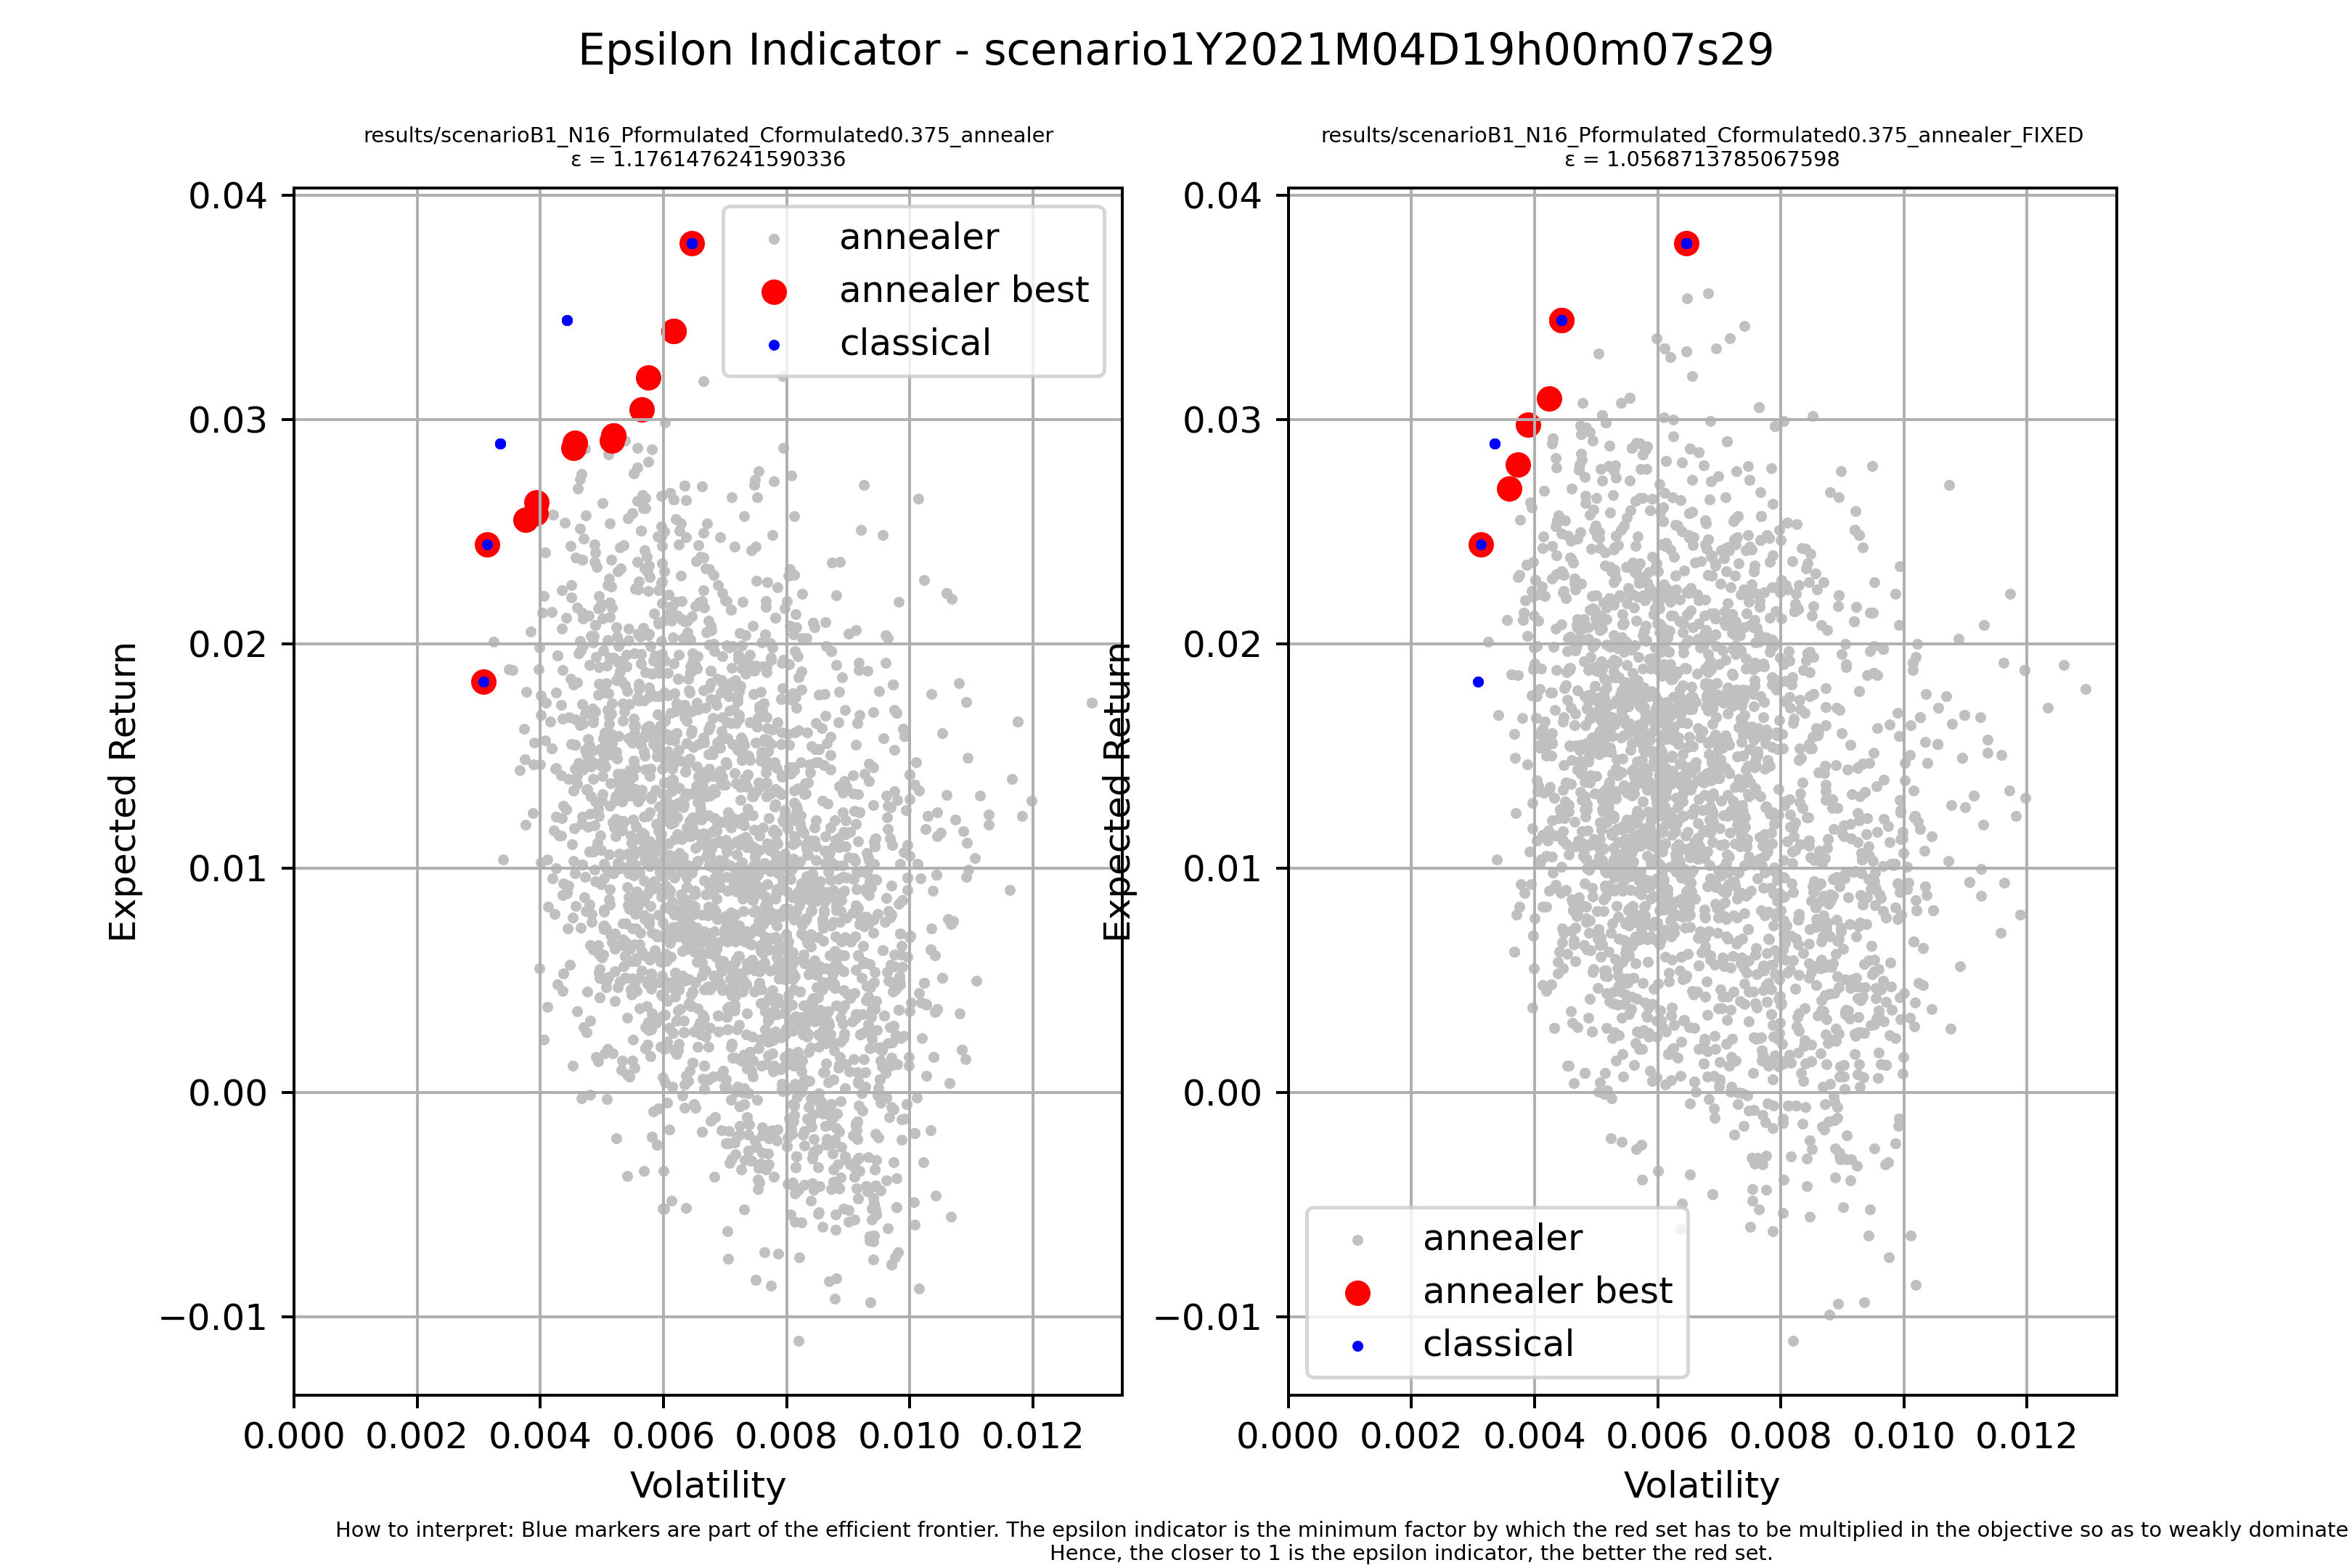 Epsilon Indicator - scenario1Y2021M04D19h00m07s29
results/scenarioB1_N16_Pformulated_Cformulated0.375_annealer
ε = 1.1761476241590336
0.04
0.03
0.02
0.01
0.00
−0.01
Expected Return
annealer
annealer best
classical
0.000 0.002 0.004 0.006 0.008 0.010 0.012
Volatility
results/scenarioB1_N16_Pformulated_Cformulated0.375_annealer_FIXED
ε = 1.0568713785067598
0.04
0.03
0.02
0.01
0.00
−0.01
Expected Return
annealer
annealer best
classical
0.000 0.002 0.004 0.006 0.008 0.010 0.012
Volatility
How to interpret: Blue markers are part of the efficient frontier. The epsilon indicator is the minimum factor by which the red set has to be multiplied in the objective so as to weakly dominate
Hence, the closer to 1 is the epsilon indicator, the better the red set.